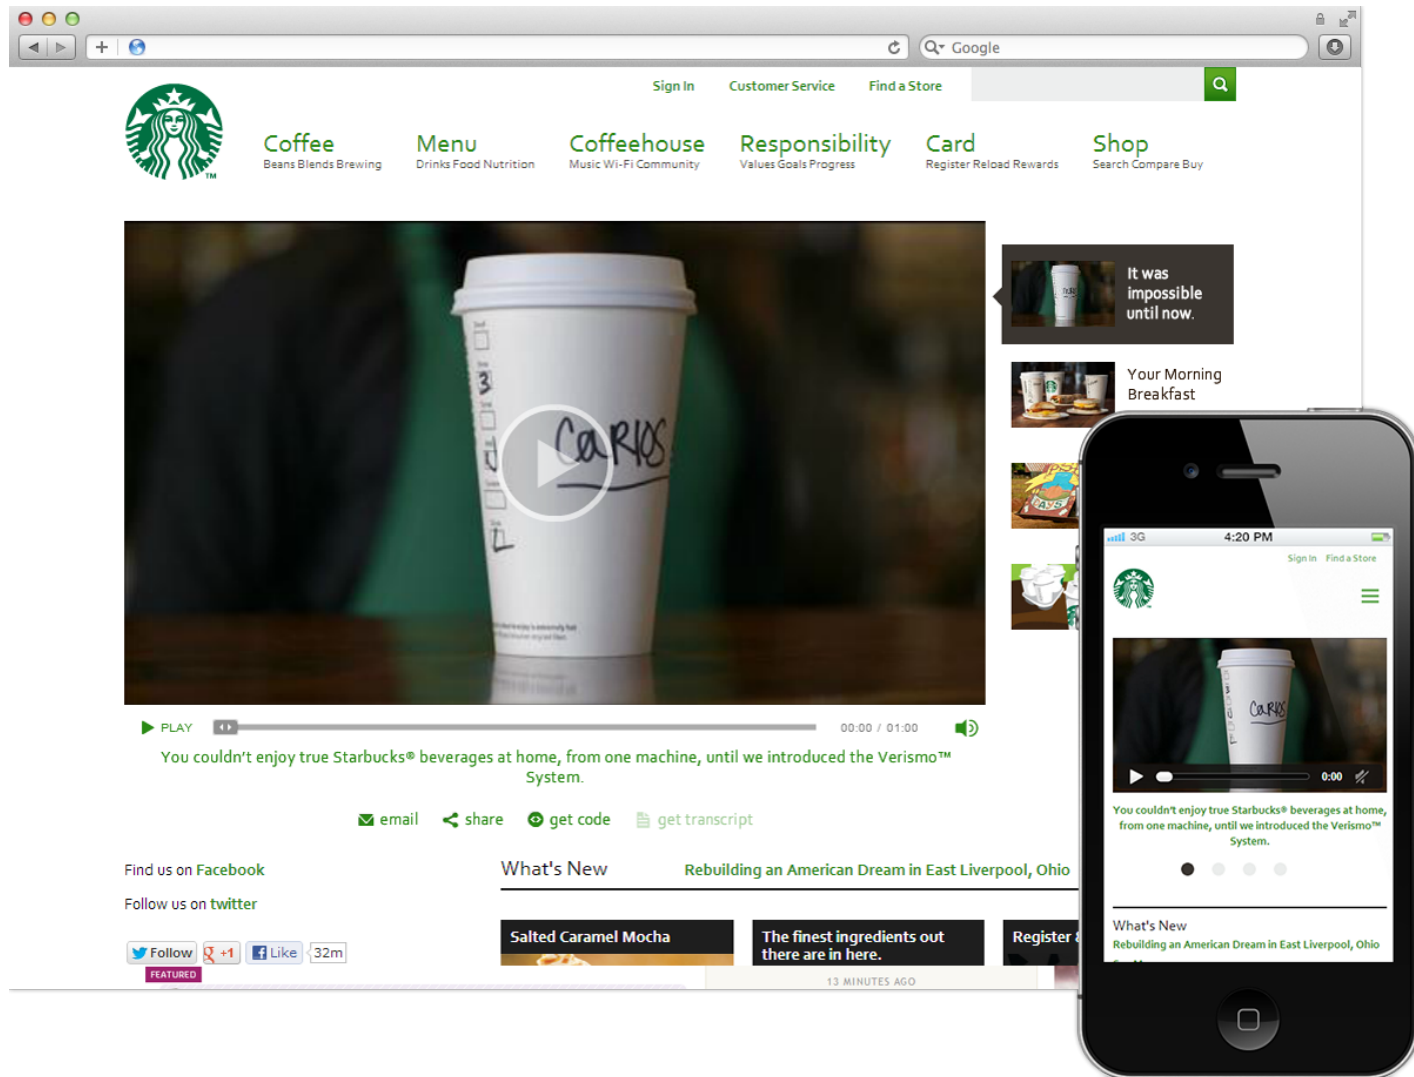 Google
Sign In Customer Service Find a Store
Coffee Menu Coffeehouse Responsibility Card Shop
Beans Blends Brewing Drinks Food Nutrition Music Wi-Fi Community Values Goals Progress Register Reload Rewards Search Compare Buy
TM
3
CARlOS
It was
impossible
until now.
Your Morning
Breakfast
DAYS
PLAY 00:00 / 01:00
You couldn't enjoy true Starbucks® beverages at home, from one machine, until we introduced the Verismo™
System.
email share get code get transcript
Find us on Facebook
Follow us on twitter
Follow +1 Like 32m
FEATURED
What's New Rebuilding an American Dream in East Liverpool, Ohio
Salted Caramel Mocha
The finest ingredients out
there are in here.
Register
13 MINUTES AGO
3G 4:20 PM
Sign In Find a Store
CARlOS
0:00
You couldn't enjoy true Starbucks® beverages at home,
from one machine, until we introduced the Verismo™
System.
What's New
Rebuilding an American Dream in East Liverpool, Ohio